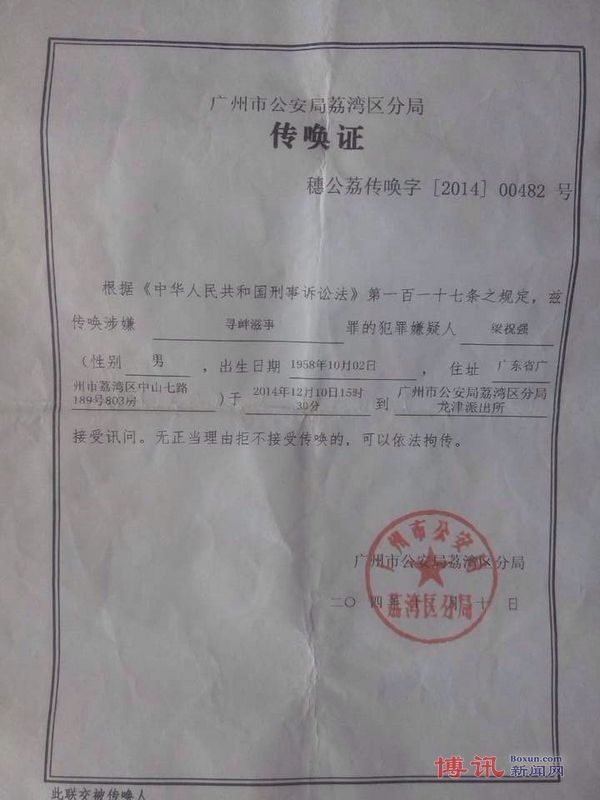 广州市公安局荔湾区分局
传唤证
穗公荔传唤字 [2014] 00482 号
根据《中华人民共和国刑事诉讼法》第一百一十七条之规定，兹
传唤涉嫌 寻衅滋事 罪的犯罪嫌疑人 梁祝强
（性别 男 ，出生日期 1958年10月02日 ，住址 广东省广
州市荔湾区中山七路
189号803房 ）于 2014年12月10日15时
30分 到 广州市公安局荔湾区分局
龙津派出所
接受讯问。无正当理由拒不接受传唤的，可以依法拘传。
广州市公安局荔湾区分局
二〇 四年十 月十 日
广州市公安局
荔湾区分局
此联交被传唤人
博讯 Boxun.com
新闻网